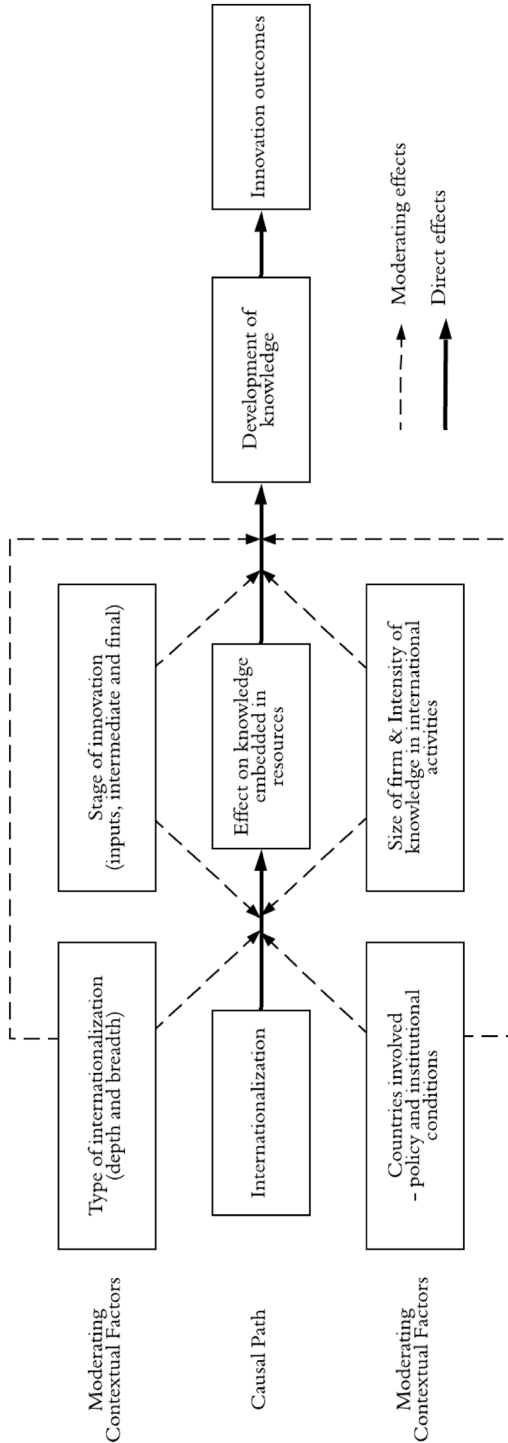 Moderating
Contextual Factors
Type of internationalization
(depth and breadth)
Stage of innovation
(inputs, intermediate and final)
Causal Path
Internationalization
Effect on knowledge
embedded in
resources
Development of
knowledge
Innovation outcomes
Moderating
Contextual Factors
Countries involved
– policy and institutional
conditions
Size of firm & Intensity of
knowledge in international
activities
Moderating effects
Direct effects